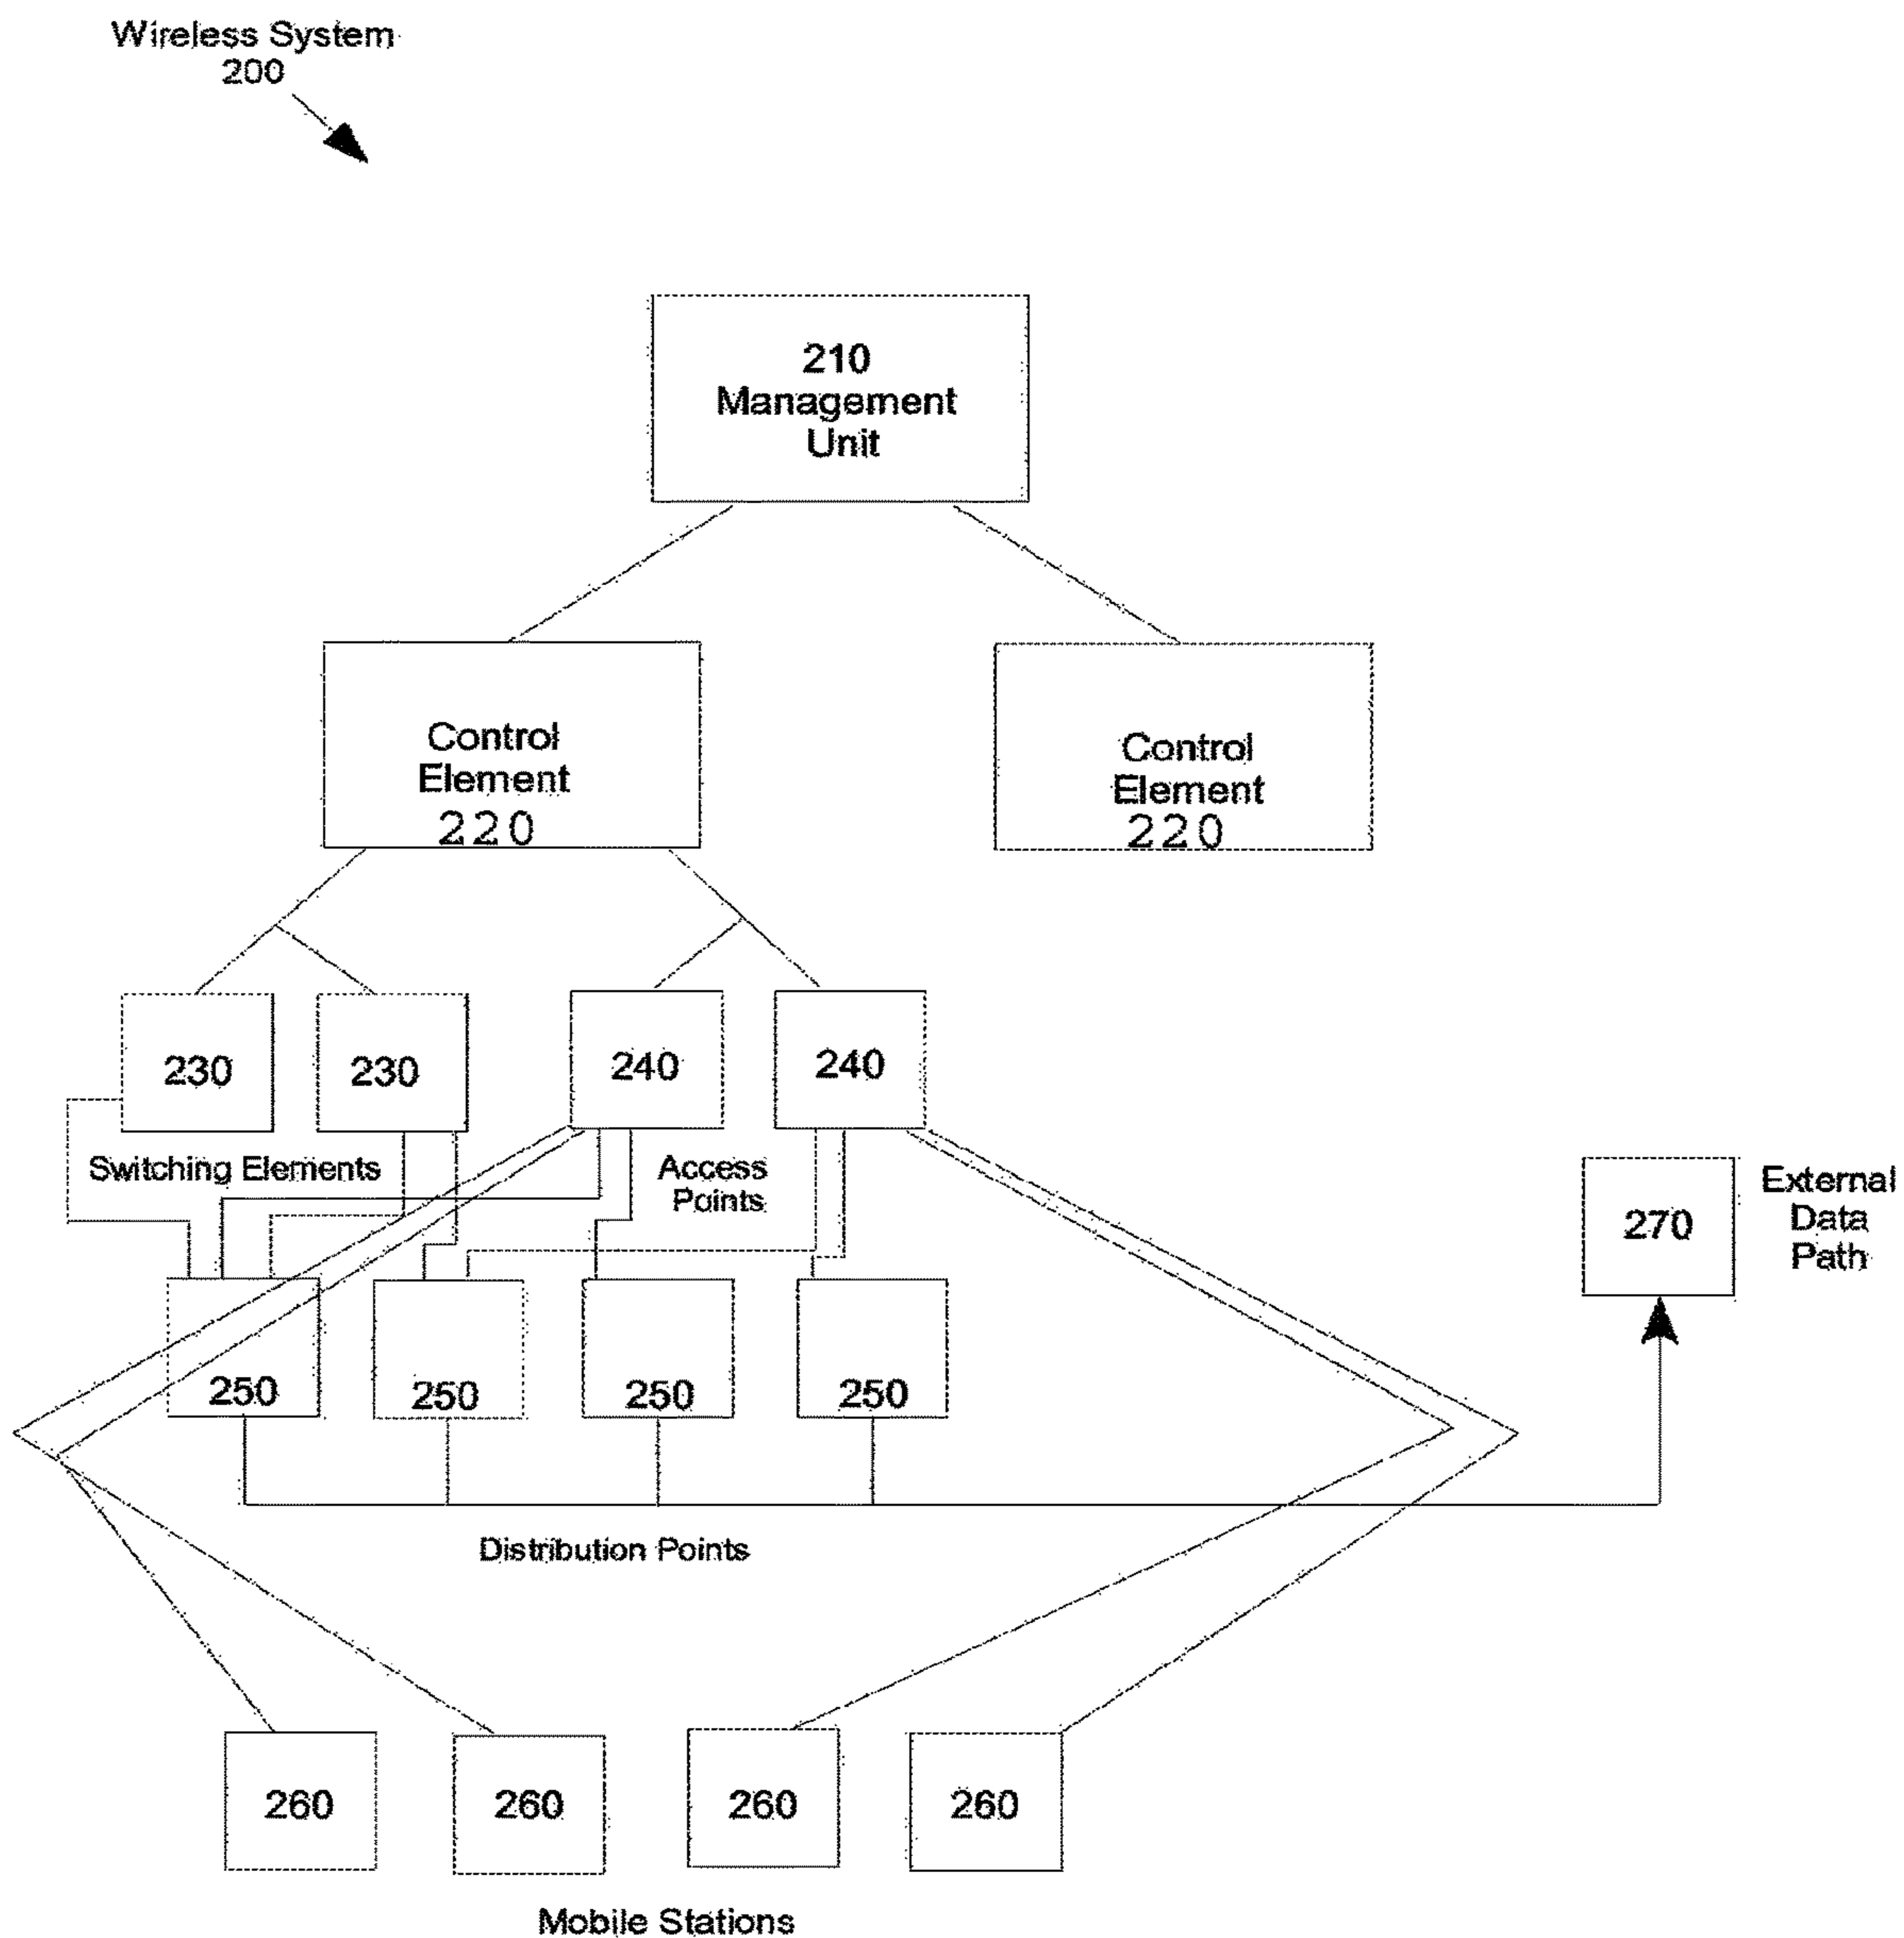 Wireless System
200
210
Management
Unit
Control
Element
220
Control
Element
220
230
230
240
240
Switching Elements
Access
Points
270
External
Data
Path
250
250
250
250
Distribution Points
260
260
260
260
Mobile Stations